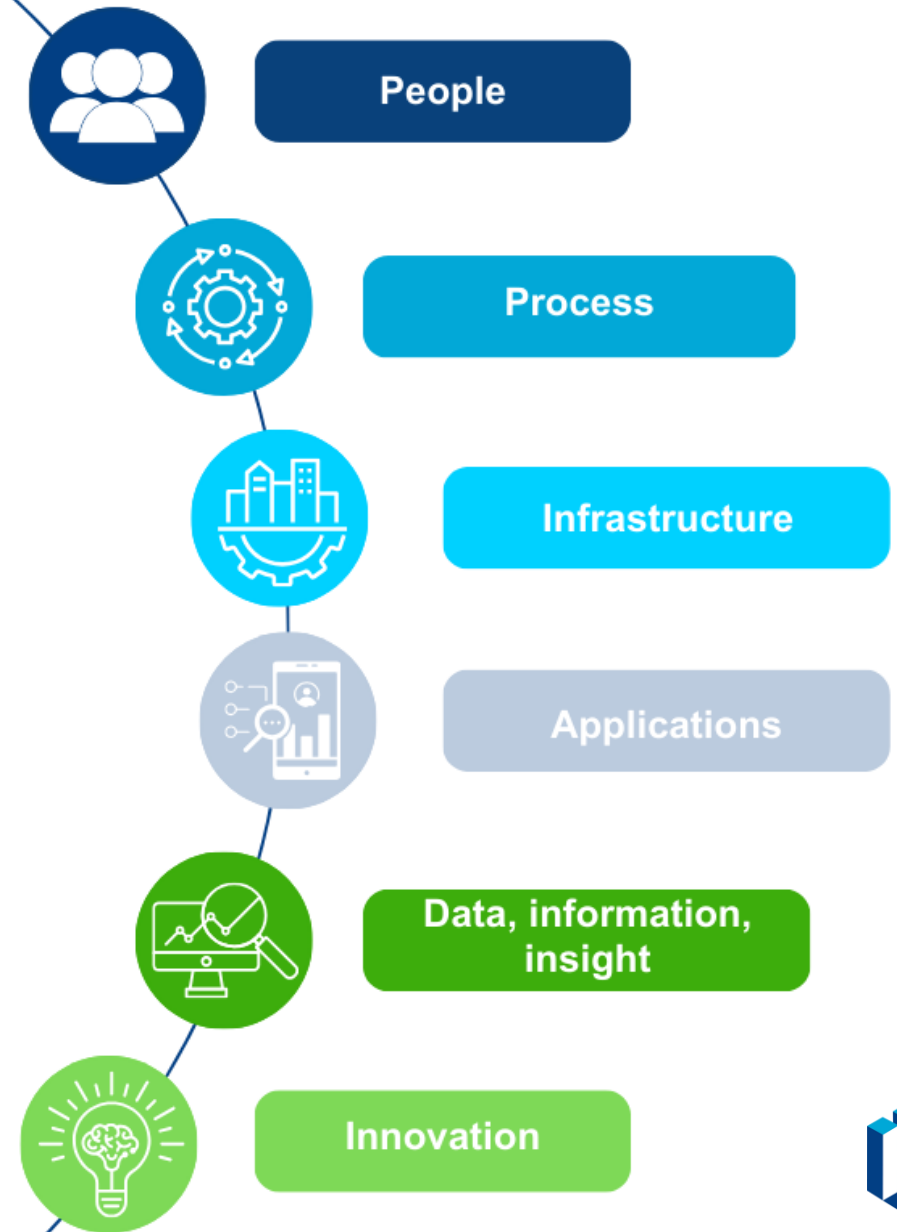 People
Process
Infrastructure
Applications
Data, information,
insight
Innovation